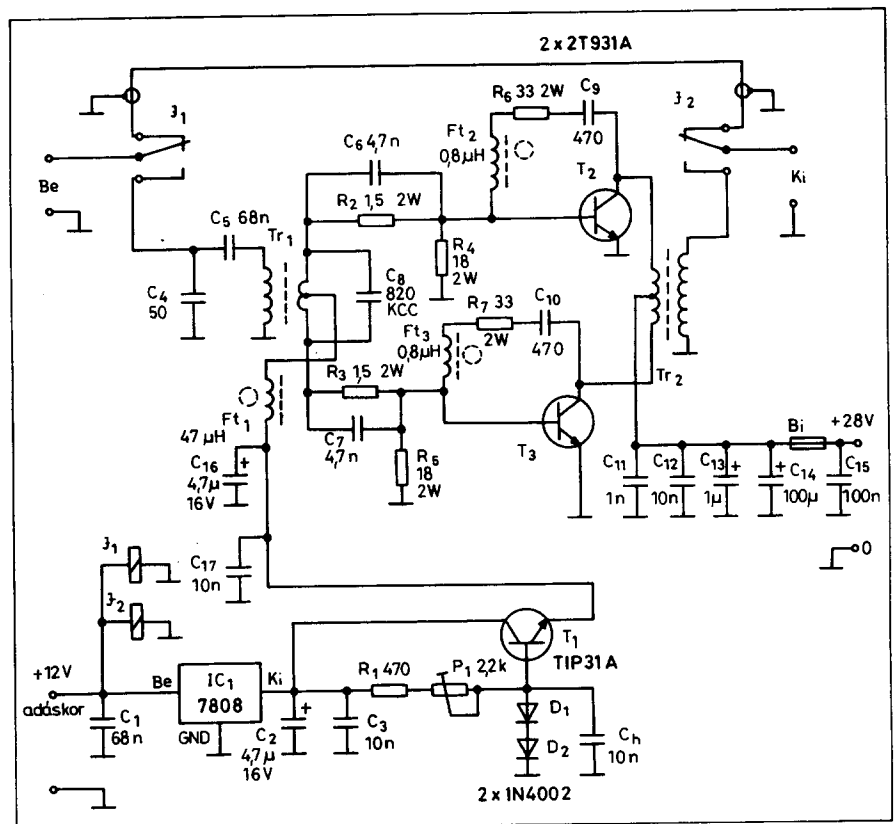 2 x 2T931A
J1
J2
Be
Ki
R6 33 2W
C9
470
Ft2
0,8µH
T2
C6 4,7n
R2 1,5 2W
C5 68n
Tr1
C4
50
C8
820
KCC
R4
18
2W
R7 33
2W
C10
470
Ft3
0,8µH
Tr2
R3 1,5 2W
Ft1
47 µH
C7
4,7n
T3
R5
18
2W
C16
4,7µ
16V
Bi
+28V
C11
1n
C12
10n
C13
1µ
C14
100µ
C15
100n
0
C17
10n
J1
J2
T1
TIP31A
+12V
adáskor
Be
IC1
7808
Ki
GND
R1 470
P1 2,2k
C1
68n
C2
4,7µ
16V
C3
10n
D1
D2
Ch
10n
2 x 1N4002